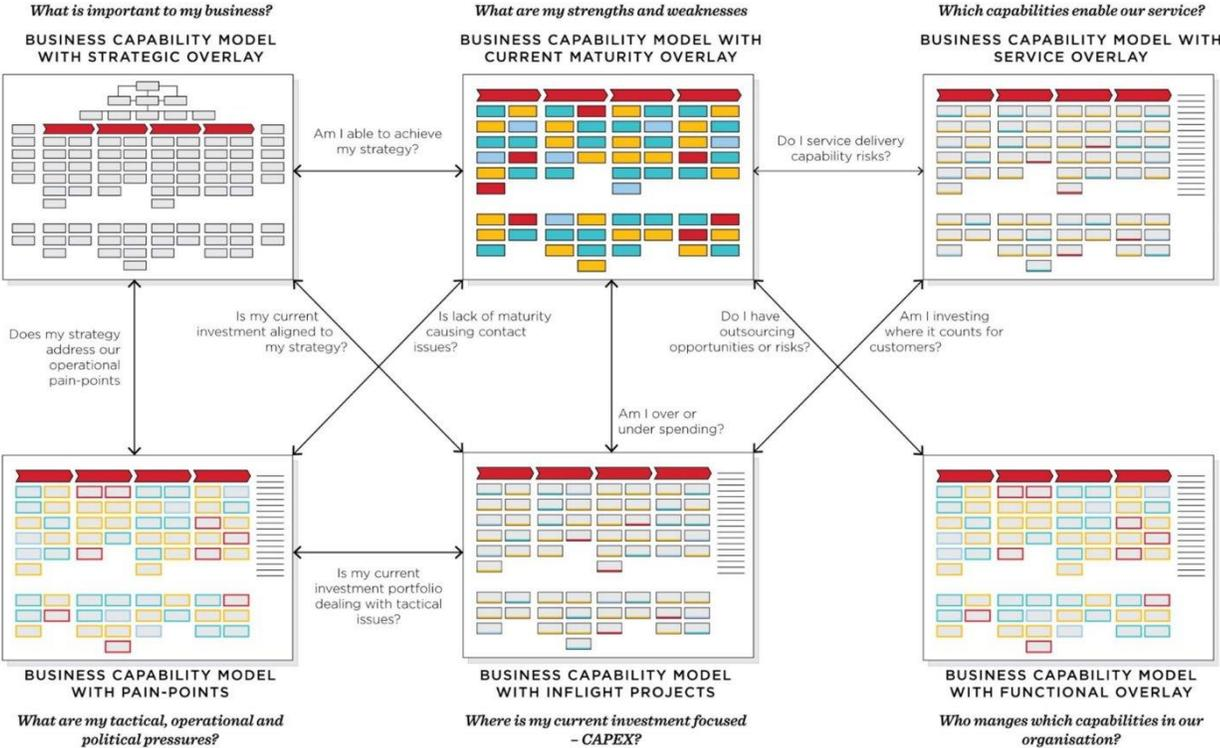 What is important to my business?
BUSINESS CAPABILITY MODEL
WITH STRATEGIC OVERLAY
What are my strengths and weaknesses
BUSINESS CAPABILITY MODEL WITH
CURRENT MATURITY OVERLAY
Which capabilities enable our service?
BUSINESS CAPABILITY MODEL WITH
SERVICE OVERLAY
Am I able to achieve
my strategy?
Do I service delivery
capability risks?
Does my strategy
address our
operational
pain-points
Is my current
investment aligned to
my strategy?
Is lack of maturity
causing contact
issues?
Do I have
outsourcing
opportunities or risks?
Am I investing
where it counts for
customers?
Am I over or
under spending?
Is my current
investment portfolio
dealing with tactical
issues?
BUSINESS CAPABILITY MODEL
WITH PAIN-POINTS
What are my tactical, operational and
political pressures?
BUSINESS CAPABILITY MODEL
WITH INFLIGHT PROJECTS
Where is my current investment focused
– CAPEX?
BUSINESS CAPABILITY MODEL
WITH FUNCTIONAL OVERLAY
Who manges which capabilities in our
organisation?